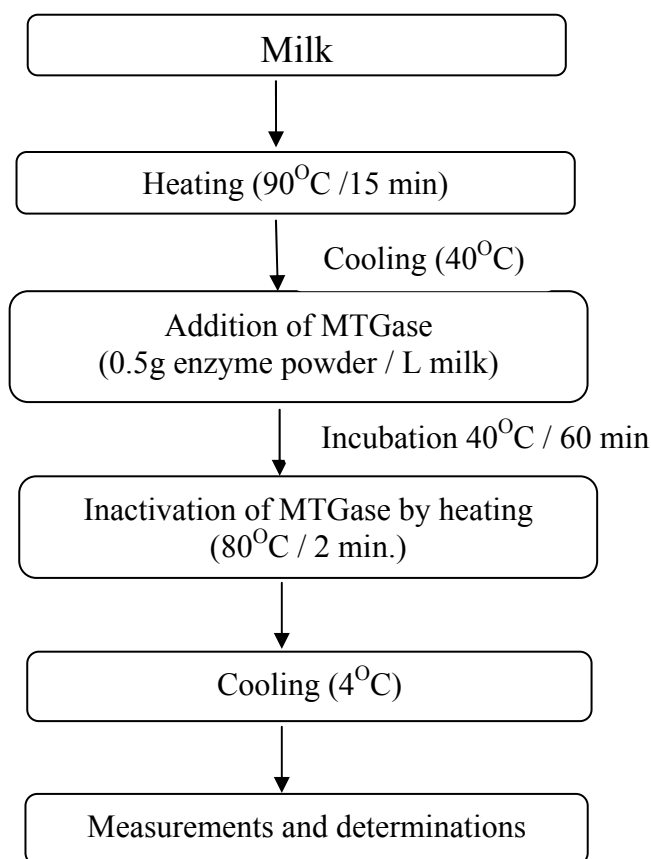 Milk
Heating (90ᴼC /15 min)
Cooling (40ᴼC)
Addition of MTGase
(0.5g enzyme powder / L milk)
Incubation 40ᴼC / 60 min
Inactivation of MTGase by heating
(80ᴼC / 2 min.)
Cooling (4ᴼC)
Measurements and determinations